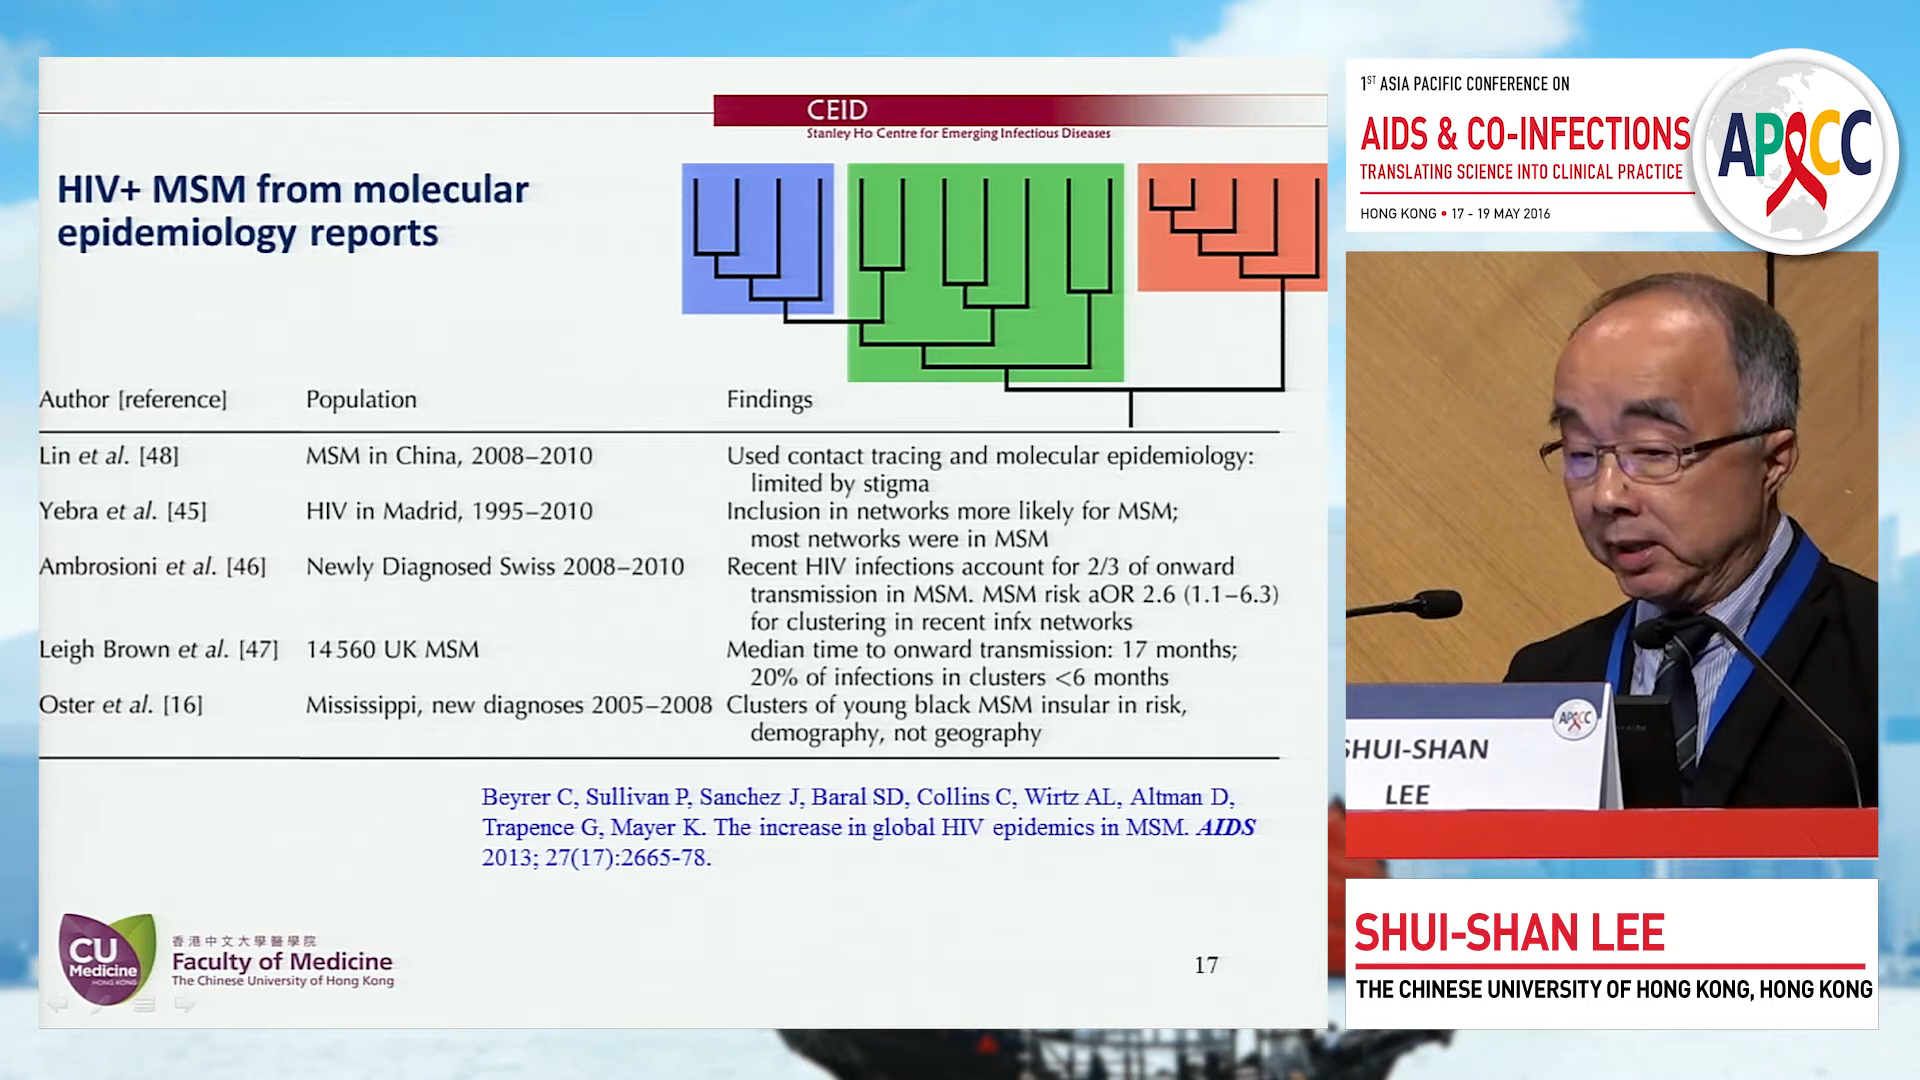 CEID
Stanley Ho Centre for Emerging Infectious Diseases
HIV+ MSM from molecular
epidemiology reports
Author [reference] Population Findings
Lin et al. [48] MSM in China, 2008–2010 Used contact tracing and molecular epidemiology:
limited by stigma
Yebra et al. [45] HIV in Madrid, 1995–2010 Inclusion in networks more likely for MSM;
most networks were in MSM
Ambrosioni et al. [46] Newly Diagnosed Swiss 2008–2010 Recent HIV infections account for 2/3 of onward
transmission in MSM. MSM risk aOR 2.6 (1.1–6.3)
for clustering in recent infx networks
Leigh Brown et al. [47] 14 560 UK MSM Median time to onward transmission: 17 months;
20% of infections in clusters <6 months
Oster et al. [16] Mississippi, new diagnoses 2005–2008 Clusters of young black MSM insular in risk,
demography, not geography
Beyrer C, Sullivan P, Sanchez J, Baral SD, Collins C, Wirtz AL, Altman D,
Trapence G, Mayer K. The increase in global HIV epidemics in MSM. AIDS
2013; 27(17):2665-78.
CU
Medicine
HONG KONG
香港中文大學醫學院
Faculty of Medicine
The Chinese University of Hong Kong
17
1ST ASIA PACIFIC CONFERENCE ON
AIDS & CO-INFECTIONS
TRANSLATING SCIENCE INTO CLINICAL PRACTICE
HONG KONG • 17 - 19 MAY 2016
APACC
APACC
SHUI-SHAN
LEE
SHUI-SHAN LEE
THE CHINESE UNIVERSITY OF HONG KONG, HONG KONG